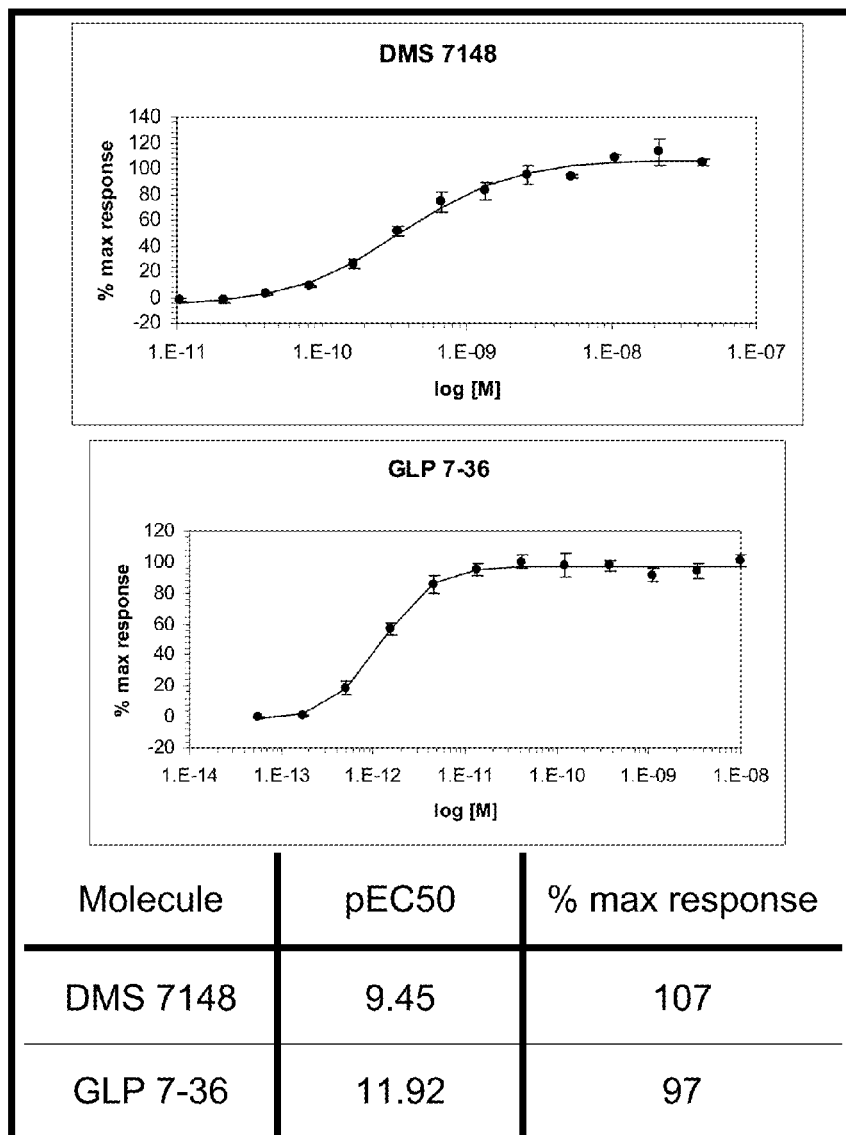 DMS 7148
140
120
100
80
60
40
20
0
-20
% max response
1.E-11 1.E-10 1.E-09 1.E-08 1.E-07
log [M]
GLP 7-36
120
100
80
60
40
20
0
-20
% max response
1.E-14 1.E-13 1.E-12 1.E-11 1.E-10 1.E-09 1.E-08
log [M]
Molecule pEC50 % max response
DMS 7148 9.45 107
GLP 7-36 11.92 97